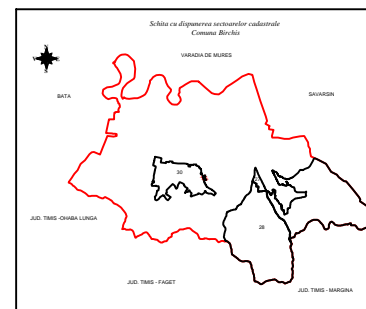 Schita cu dispunerea sectoarelor cadastrale
Comuna Birchis
N
V E
S
VARADIA DE MURES
BATA
SAVARSIN
30
28
JUD. TIMIS -OHABA LUNGA
JUD. TIMIS - FAGET
JUD. TIMIS - MARGINA